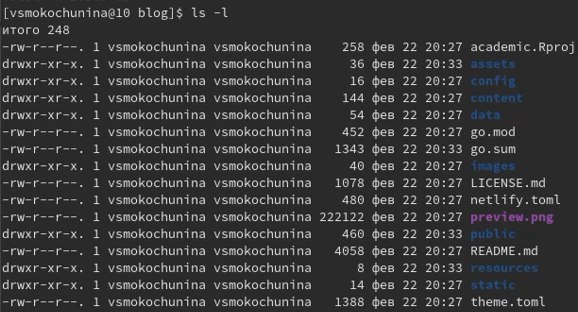 [vsmokochunina@10 blog]$ ls -l
итого 248
-rw-r--r--. 1 vsmokochunina vsmokochunina    258 фев 22 20:27 academic.Rproj
drwxr-xr-x. 1 vsmokochunina vsmokochunina     36 фев 22 20:33 assets
drwxr-xr-x. 1 vsmokochunina vsmokochunina     16 фев 22 20:27 config
drwxr-xr-x. 1 vsmokochunina vsmokochunina    144 фев 22 20:27 content
drwxr-xr-x. 1 vsmokochunina vsmokochunina     54 фев 22 20:27 data
-rw-r--r--. 1 vsmokochunina vsmokochunina    452 фев 22 20:27 go.mod
-rw-r--r--. 1 vsmokochunina vsmokochunina   1343 фев 22 20:33 go.sum
drwxr-xr-x. 1 vsmokochunina vsmokochunina     40 фев 22 20:27 images
-rw-r--r--. 1 vsmokochunina vsmokochunina   1078 фев 22 20:27 LICENSE.md
-rw-r--r--. 1 vsmokochunina vsmokochunina    480 фев 22 20:27 netlify.toml
-rw-r--r--. 1 vsmokochunina vsmokochunina 222122 фев 22 20:27 preview.png
drwxr-xr-x. 1 vsmokochunina vsmokochunina    460 фев 22 20:33 public
-rw-r--r--. 1 vsmokochunina vsmokochunina   4058 фев 22 20:27 README.md
drwxr-xr-x. 1 vsmokochunina vsmokochunina      8 фев 22 20:33 resources
drwxr-xr-x. 1 vsmokochunina vsmokochunina     14 фев 22 20:27 static
-rw-r--r--. 1 vsmokochunina vsmokochunina   1388 фев 22 20:27 theme.toml